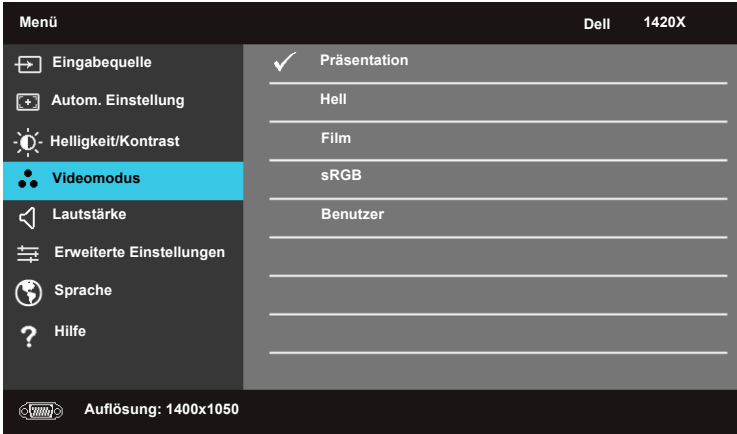 Menü Dell 1420X
Eingabequelle
Autom. Einstellung
Helligkeit/Kontrast
Videomodus
Lautstärke
Erweiterte Einstellungen
Sprache
Hilfe
Präsentation
Hell
Film
sRGB
Benutzer
Auflösung: 1400x1050